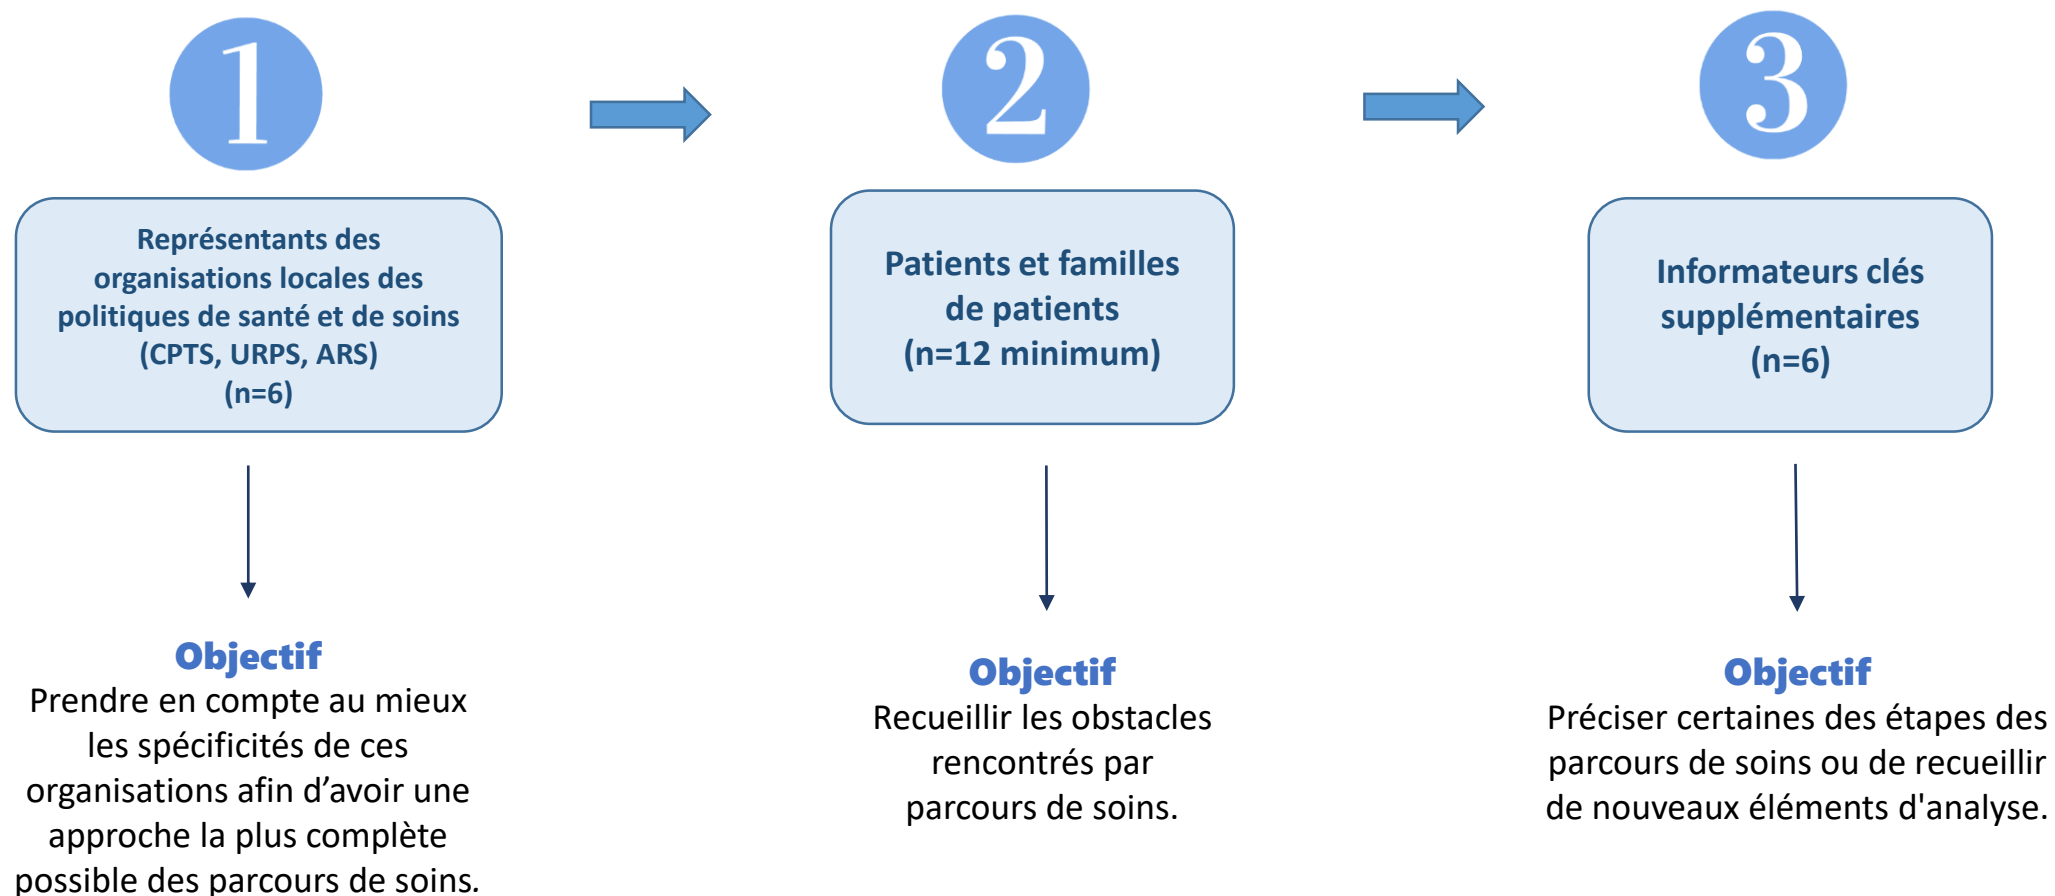 1
Représentants des
organisations locales des
politiques de santé et de soins
(CPTS, URPS, ARS)
(n=6)
Objectif
Prendre en compte au mieux
les spécificités de ces
organisations afin d’avoir une
approche la plus complète
possible des parcours de soins.
2
Patients et familles
de patients
(n=12 minimum)
Objectif
Recueillir les obstacles
rencontrés par
parcours de soins.
3
Informateurs clés
supplémentaires
(n=6)
Objectif
Préciser certaines des étapes des
parcours de soins ou de recueillir
de nouveaux éléments d'analyse.